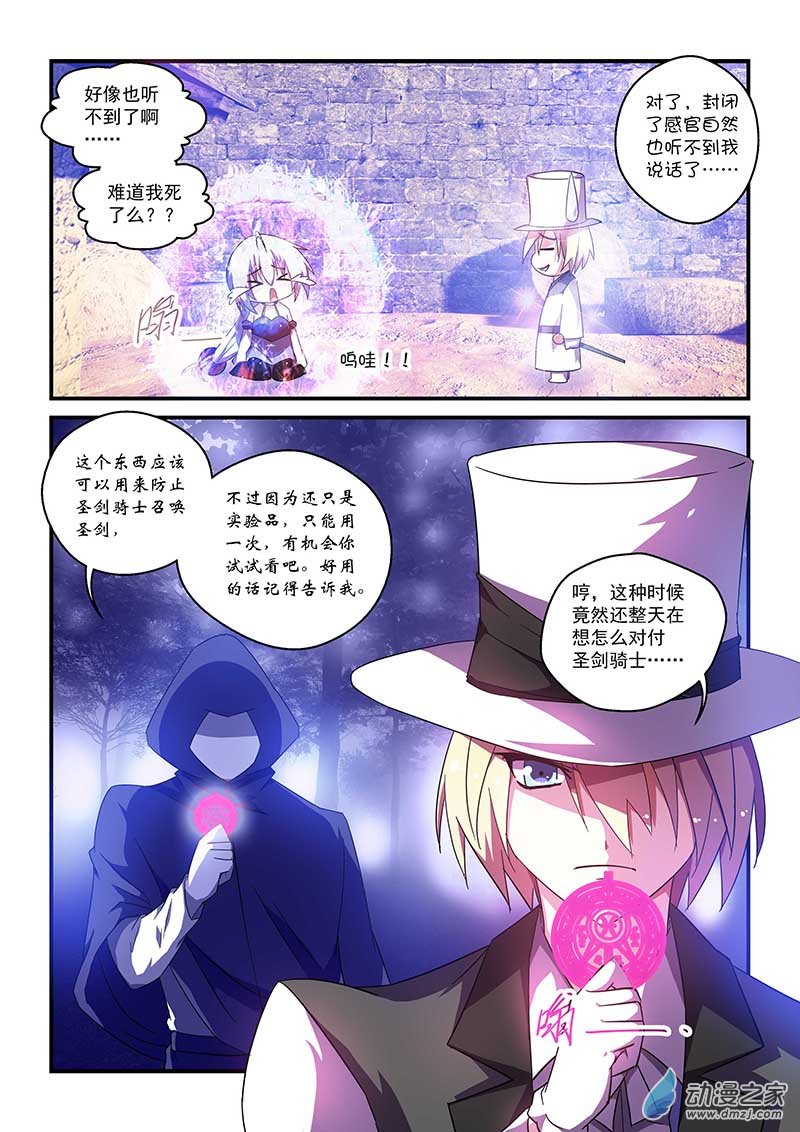 好像也听
不到了啊
……
难道我死
了么？？
对了，封闭
了感官自然
也听不到我
说话了……
嗡
呜哇！！
这个东西应该
可以用来防止
圣剑骑士召唤
圣剑，
不过因为还只是
实验品，只能用
一次，有机会你
试试看吧。好用
的话记得告诉我。
哼，这种时候
竟然还整天在
想怎么对付
圣剑骑士……
嗡——。
动漫之家
www.dmzj.com